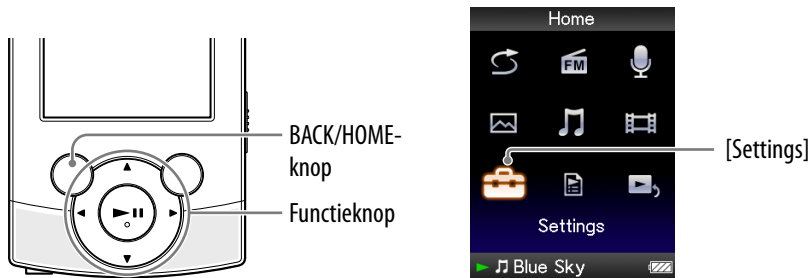 BACK/HOME-
knop
Functieknop
Home
FM
Settings
Blue Sky
[Settings]